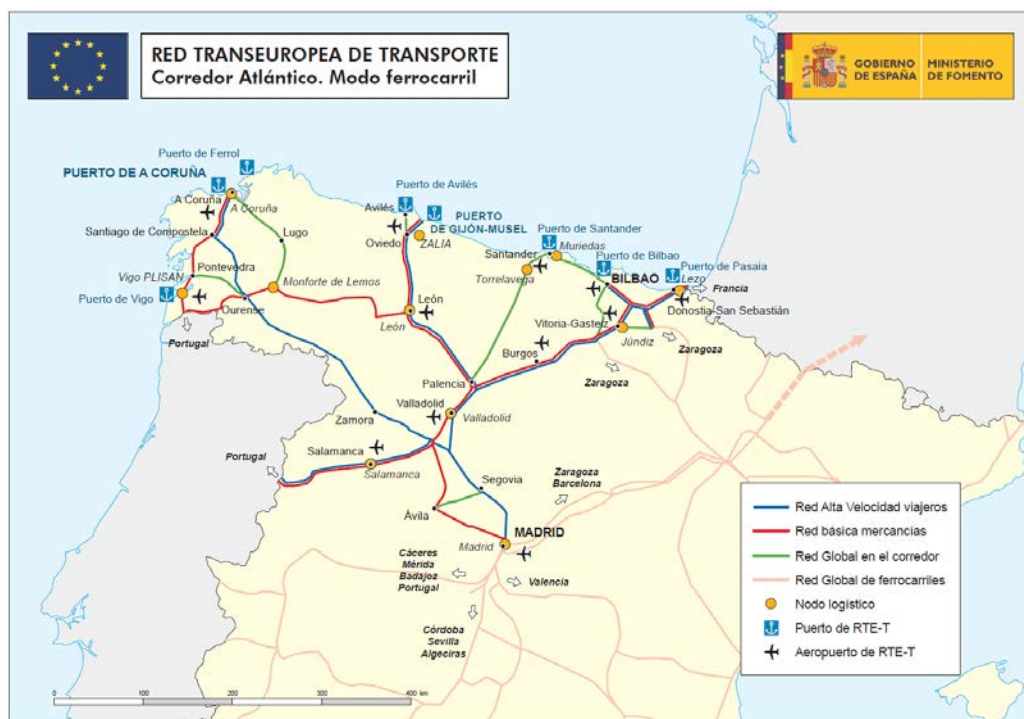 RED TRANSEUROPEA DE TRANSPORTE
Corredor Atlántico. Modo ferrocarril
GOBIERNO
DE ESPAÑA
MINISTERIO
DE FOMENTO
Puerto de Ferrol
PUERTO DE A CORUÑA
A Coruña
A Coruña
Santiago de Compostela
Lugo
Pontevedra
Vigo PLISAN
Puerto de Vigo
Monforte de Lemos
Ourense
Portugal
Puerto de Avilés
Avilés
PUERTO
DE GIJÓN-MUSEL
Oviedo
ZALIA
León
León
Puerto de Santander
Santander
Muriedas
Torrelavega
Puerto de Bilbao
BILBAO
Puerto de Pasaia
Lezo
Francia
Donostia-San Sebastián
Vitoria-Gasteiz
Júndiz
Zaragoza
Burgos
Zaragoza
Palencia
Valladolid
Valladolid
Zamora
Salamanca
Salamanca
Portugal
Segovia
Ávila
Zaragoza
Barcelona
MADRID
Madrid
Cáceres
Mérida
Badajoz
Portugal
Valencia
Córdoba
Sevilla
Algeciras
Red Alta Velocidad viajeros
Red básica mercancías
Red Global en el corredor
Red Global de ferrocarriles
Nodo logístico
Puerto de RTE-T
Aeropuerto de RTE-T
0 100 200 400 km